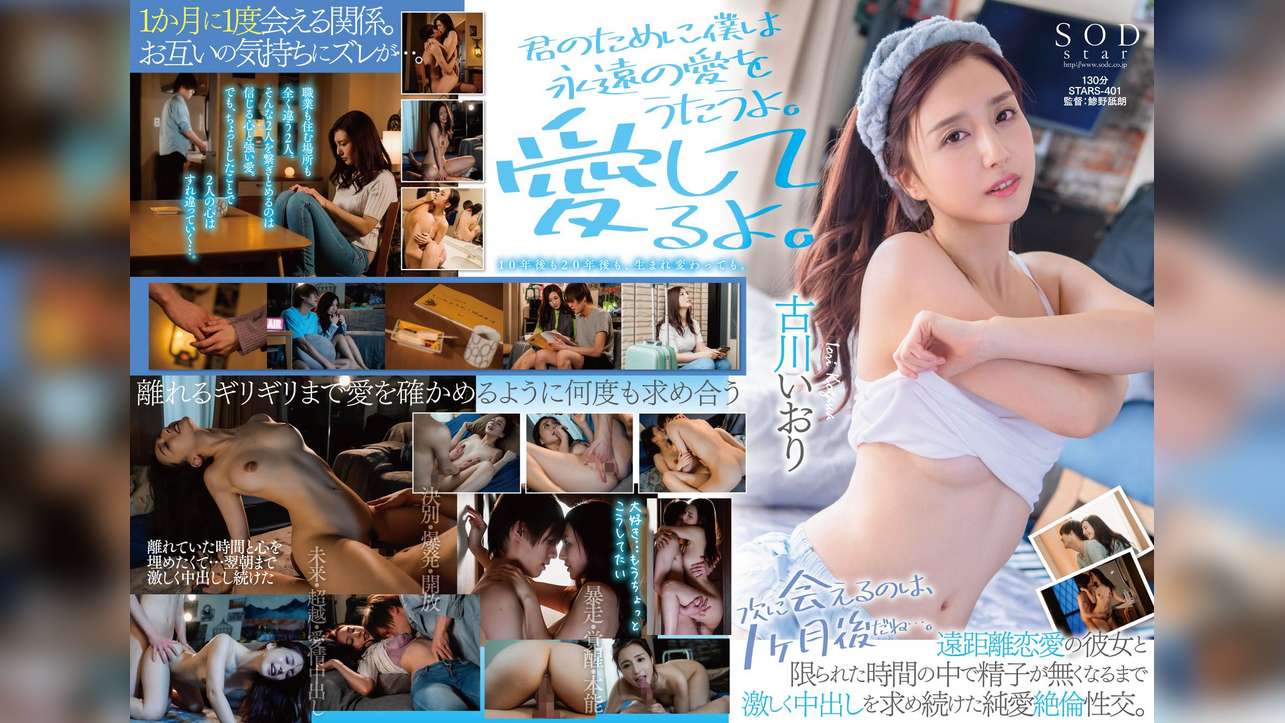 1か月に1度会える関係。
お互いの気持ちにズレが…。
職業も住む場所も
全く違う2人。
そんな2人を繋ぎとめるのは
信じる心と強い愛。
でも、ちょっとしたことで
2人の心は
すれ違っていく…
君のために僕は
永遠の愛を
うたうよ。
愛して
るよ。
10年後も20年後も、生まれ変わっても。
AIR
離れるギリギリまで愛を確かめるように何度も求め合う
離れていた時間と心を
埋めたくて…翌朝まで
激しく中出しし続けた
決別・爆発・開放
未来・超越・愛情中出し
大好き…もうちょっと
こうしてたい
暴走・覚醒・本能
SOD
star
http://www.sodc.co.jp
130分
STARS-401
監督:鯵野舐朗
古川いおり
次に会えるのは、
1ヶ月後だね…。
遠距離恋愛の彼女と
限られた時間の中で精子が無くなるまで
激しく中出しを求め続けた純愛絶倫性交。